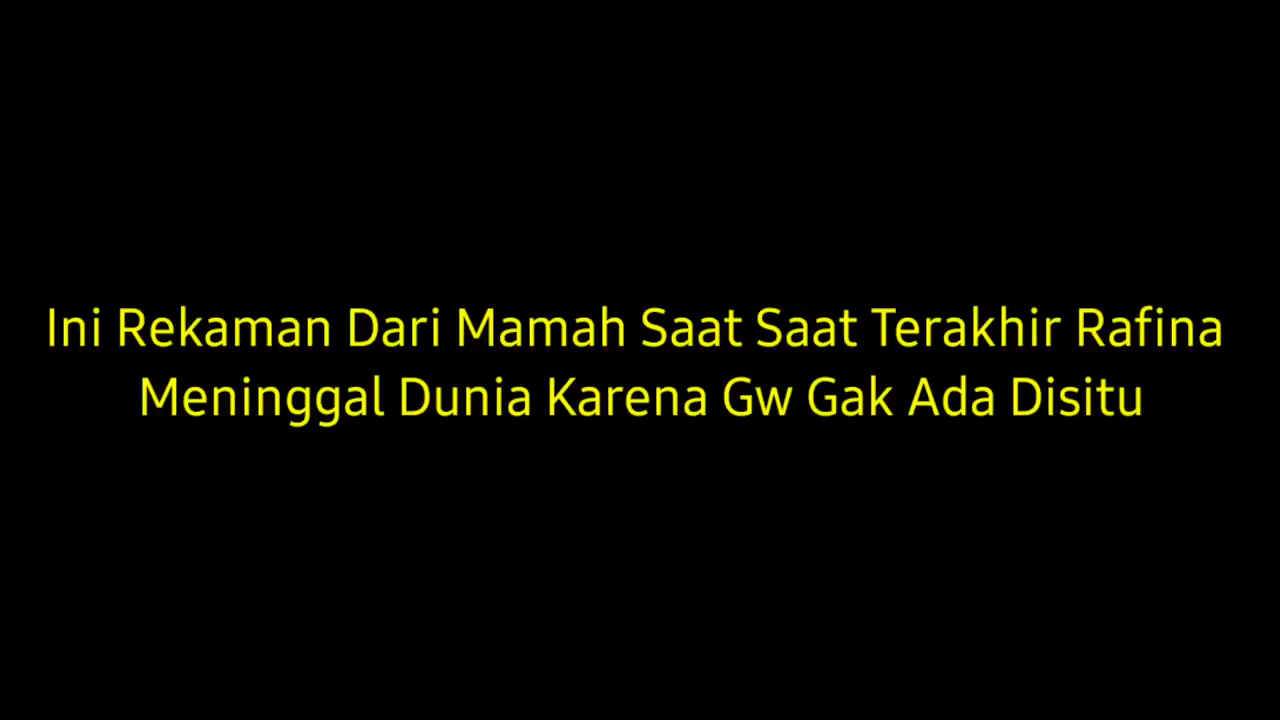 Ini Rekaman Dari Mamah Saat Saat Terakhir Rafina
Meninggal Dunia Karena Gw Gak Ada Disitu